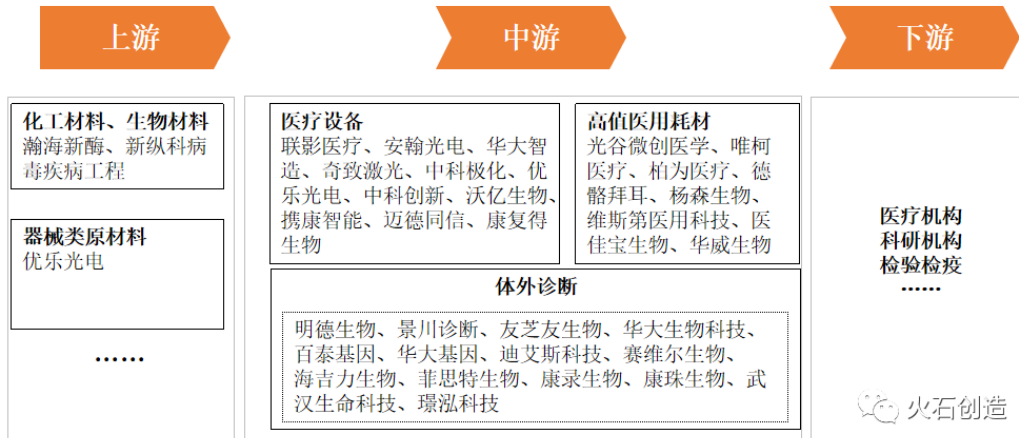 上游
中游
下游
化工材料、生物材料
瀚海新酶、新纵科病
毒疾病工程
器械类原材料
优乐光电
……
医疗设备
联影医疗、安翰光电、华大智
造、奇致激光、中科极化、优
乐光电、中科创新、沃亿生物、
携康智能、迈德同信、康复得
生物
高值医用耗材
光谷微创医学、唯柯
医疗、柏为医疗、德
骼拜耳、杨森生物、
维斯第医用科技、医
佳宝生物、华威生物
体外诊断
明德生物、景川诊断、友芝友生物、华大生物科技、
百泰基因、华大基因、迪艾斯科技、赛维尔生物、
海吉力生物、菲思特生物、康录生物、康珠生物、武
汉生命科技、璟泓科技
医疗机构
科研机构
检验检疫
……
火石创造